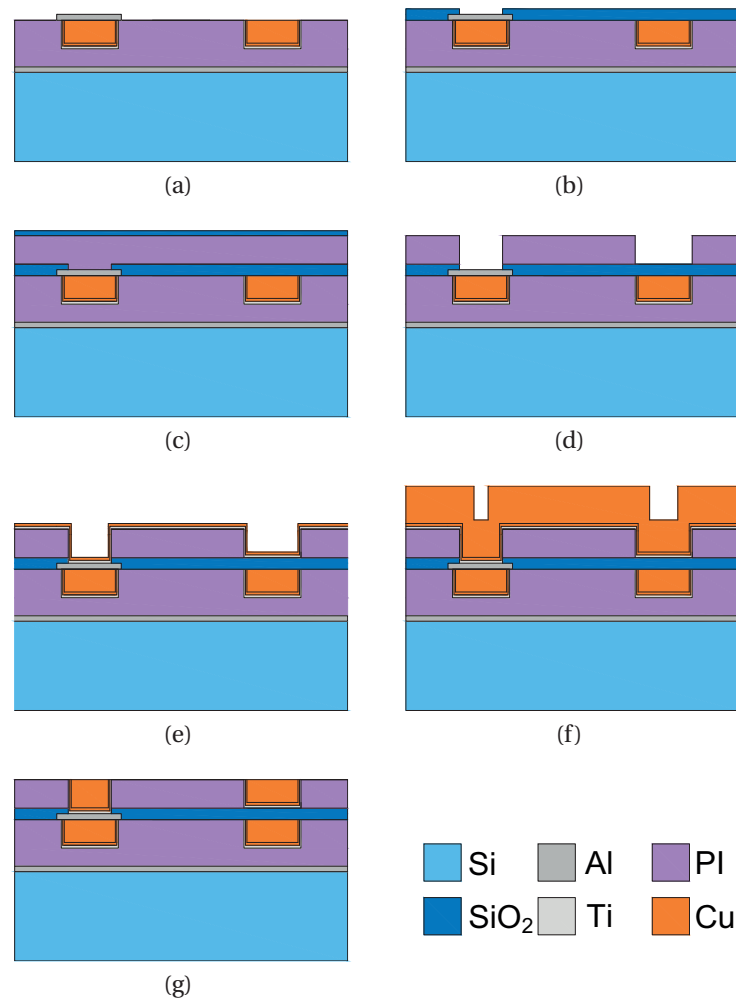 (a)
(b)
(c)
(d)
(e)
(f)
(g)
Si Al PI
SiO₂ Ti Cu